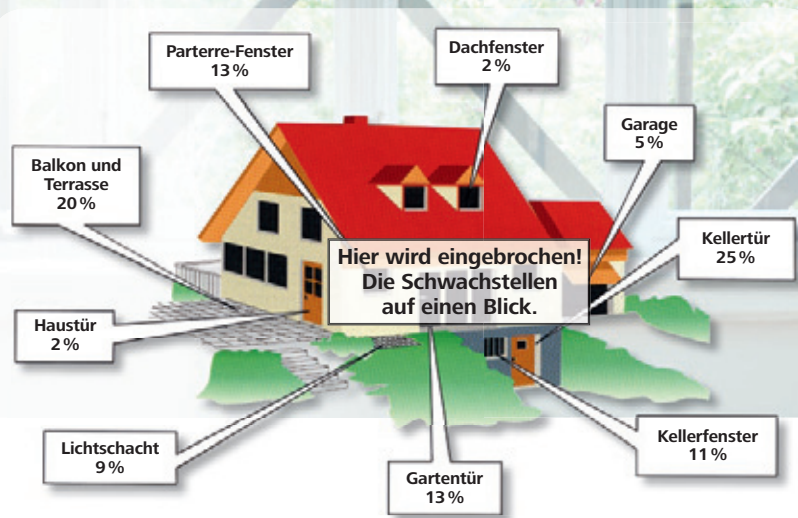 Parterre-Fenster
13 %
Dachfenster
2 %
Garage
5 %
Balkon und
Terrasse
20 %
Kellertür
25 %
Hier wird eingebrochen!
Die Schwachstellen
auf einen Blick.
Haustür
2 %
Lichtschacht
9 %
Gartentür
13 %
Kellerfenster
11 %